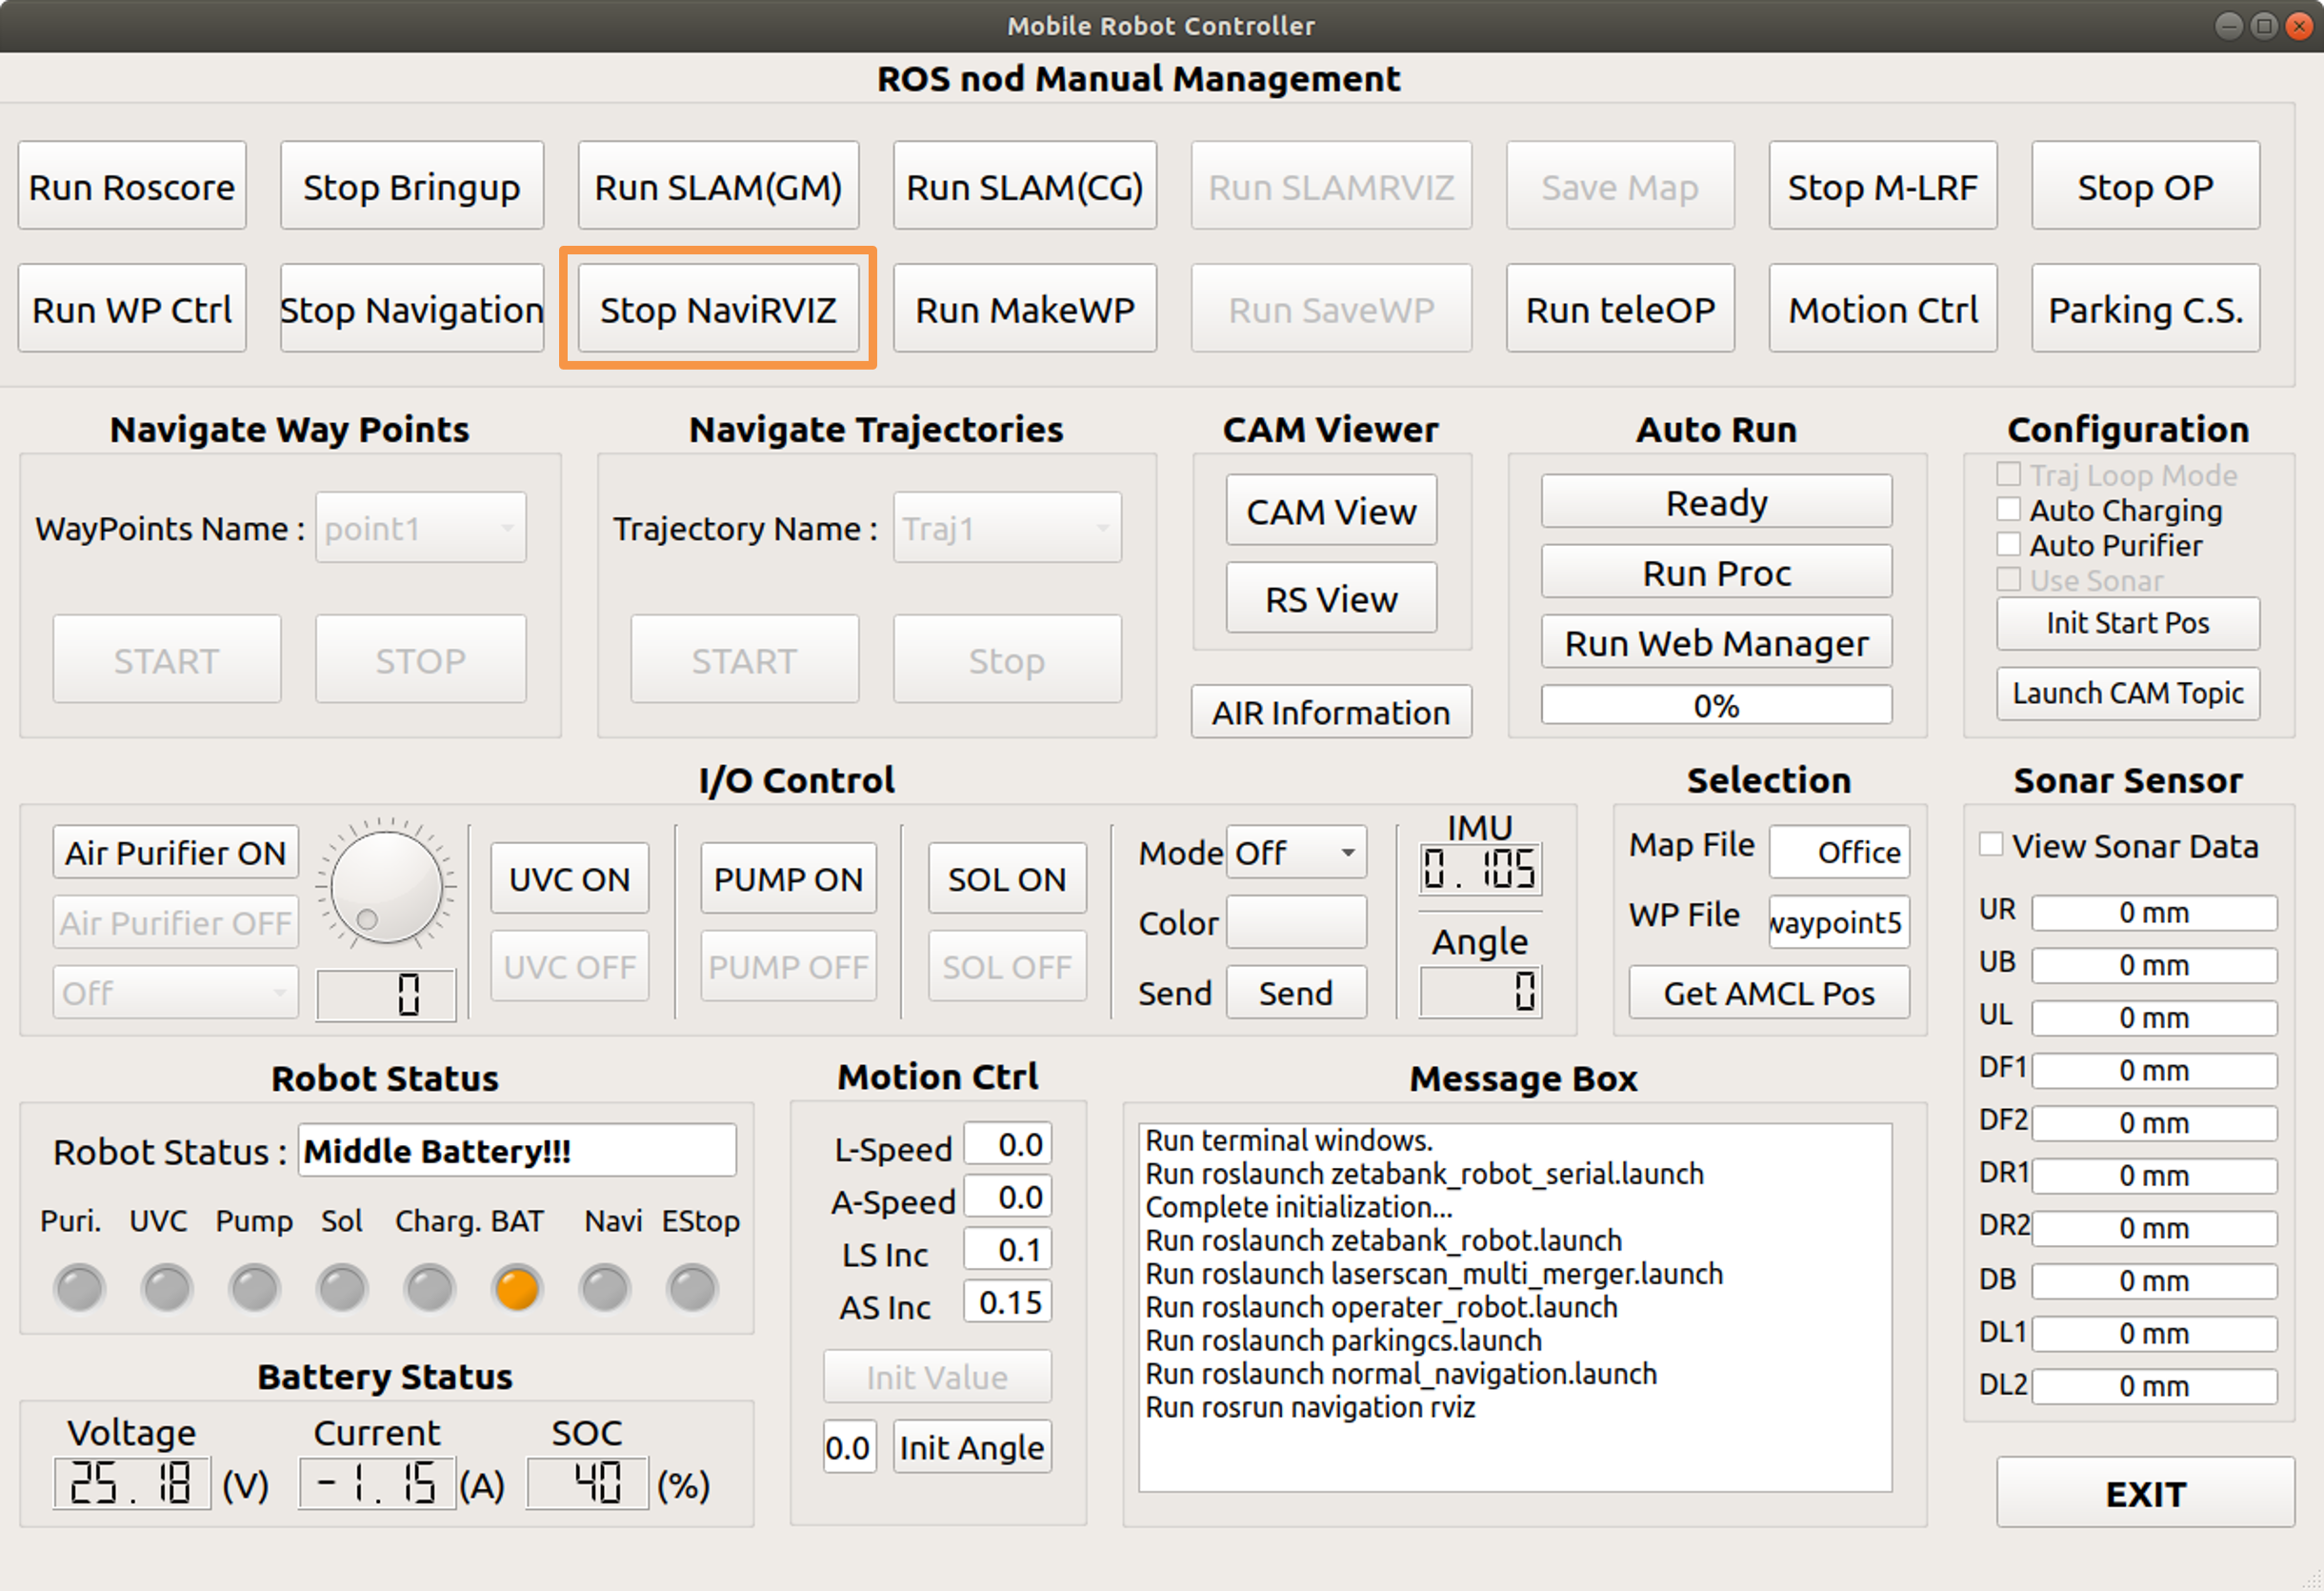 Mobile Robot Controller
ROS nod Manual Management
Run Roscore Stop Bringup Run SLAM(GM) Run SLAM(CG) Run SLAMRVIZ Save Map Stop M-LRF Stop OP
Run WP Ctrl Stop Navigation Stop NaviRVIZ Run MakeWP Run SaveWP Run teleOP Motion Ctrl Parking C.S.
Navigate Way Points
WayPoints Name : point1
START STOP
Navigate Trajectories
Trajectory Name : Traj1
START Stop
CAM Viewer
CAM View
RS View
AIR Information
Auto Run
Ready
Run Proc
Run Web Manager
0%
Configuration
Traj Loop Mode
Auto Charging
Auto Purifier
Use Sonar
Init Start Pos
Launch CAM Topic
I/O Control
Air Purifier ON
Air Purifier OFF
Off
0
UVC ON
UVC OFF
PUMP ON
PUMP OFF
SOL ON
SOL OFF
Mode Off
Color
Send Send
IMU
0.105
Angle
0
Selection
Map File Office
WP File waypoint5
Get AMCL Pos
Sonar Sensor
View Sonar Data
UR 0 mm
UB 0 mm
UL 0 mm
DF1 0 mm
DF2 0 mm
DR1 0 mm
DR2 0 mm
DB 0 mm
DL1 0 mm
DL2 0 mm
Robot Status
Robot Status : Middle Battery!!!
Puri. UVC Pump Sol Charg. BAT Navi EStop
Battery Status
Voltage Current SOC
25.18 (V) -1.15 (A) 40 (%)
Motion Ctrl
L-Speed 0.0
A-Speed 0.0
LS Inc 0.1
AS Inc 0.15
Init Value
0.0 Init Angle
Message Box
Run terminal windows.
Run roslaunch zetabank_robot_serial.launch
Complete initialization...
Run roslaunch zetabank_robot.launch
Run roslaunch laserscan_multi_merger.launch
Run roslaunch operater_robot.launch
Run roslaunch parkingcs.launch
Run roslaunch normal_navigation.launch
Run rosrun navigation rviz
EXIT